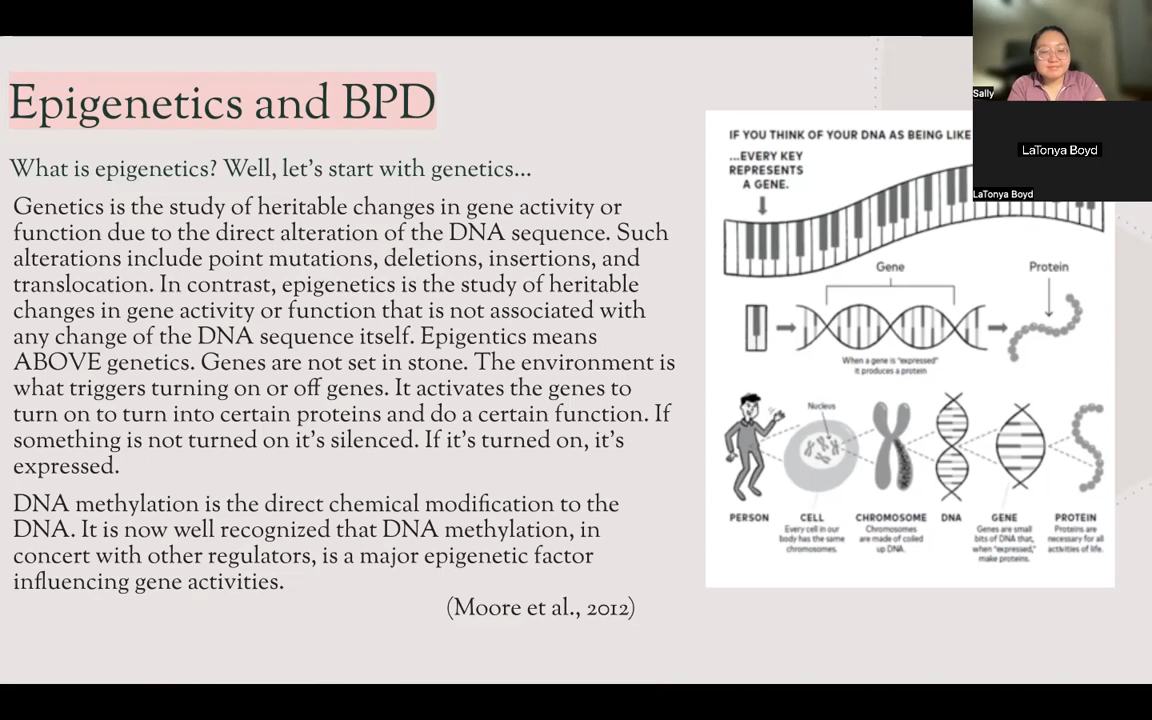 Epigenetics and BPD
What is epigenetics? Well, let's start with genetics...
Genetics is the study of heritable changes in gene activity or
function due to the direct alteration of the DNA sequence. Such
alterations include point mutations, deletions, insertions, and
translocation. In contrast, epigenetics is the study of heritable
changes in gene activity or function that is not associated with
any change of the DNA sequence itself. Epigentics means
ABOVE genetics. Genes are not set in stone. The environment is
what triggers turning on or off genes. It activates the genes to
turn on to turn into certain proteins and do a certain function. If
something is not turned on it's silenced. If it's turned on, it's
expressed.
DNA methylation is the direct chemical modification to the
DNA. It is now well recognized that DNA methylation, in
concert with other regulators, is a major epigenetic factor
influencing gene activities.
(Moore et al., 2012)
IF YOU THINK OF YOUR DNA AS BEING LIKE
...EVERY KEY
REPRESENTS
A GENE.
Gene
Protein
When a gene is "expressed"
it produces a protein
Nucleus
PERSON
CELL
Every cell in our
body has the same
chromosomes.
CHROMOSOME
Chromosomes
are made of coiled
up DNA.
DNA
GENE
Genes are small
bits of DNA that,
when "expressed,"
make proteins.
PROTEIN
Proteins are
necessary for all
activities of life.
Sally
LaTonya Boyd
LaTonya Boyd